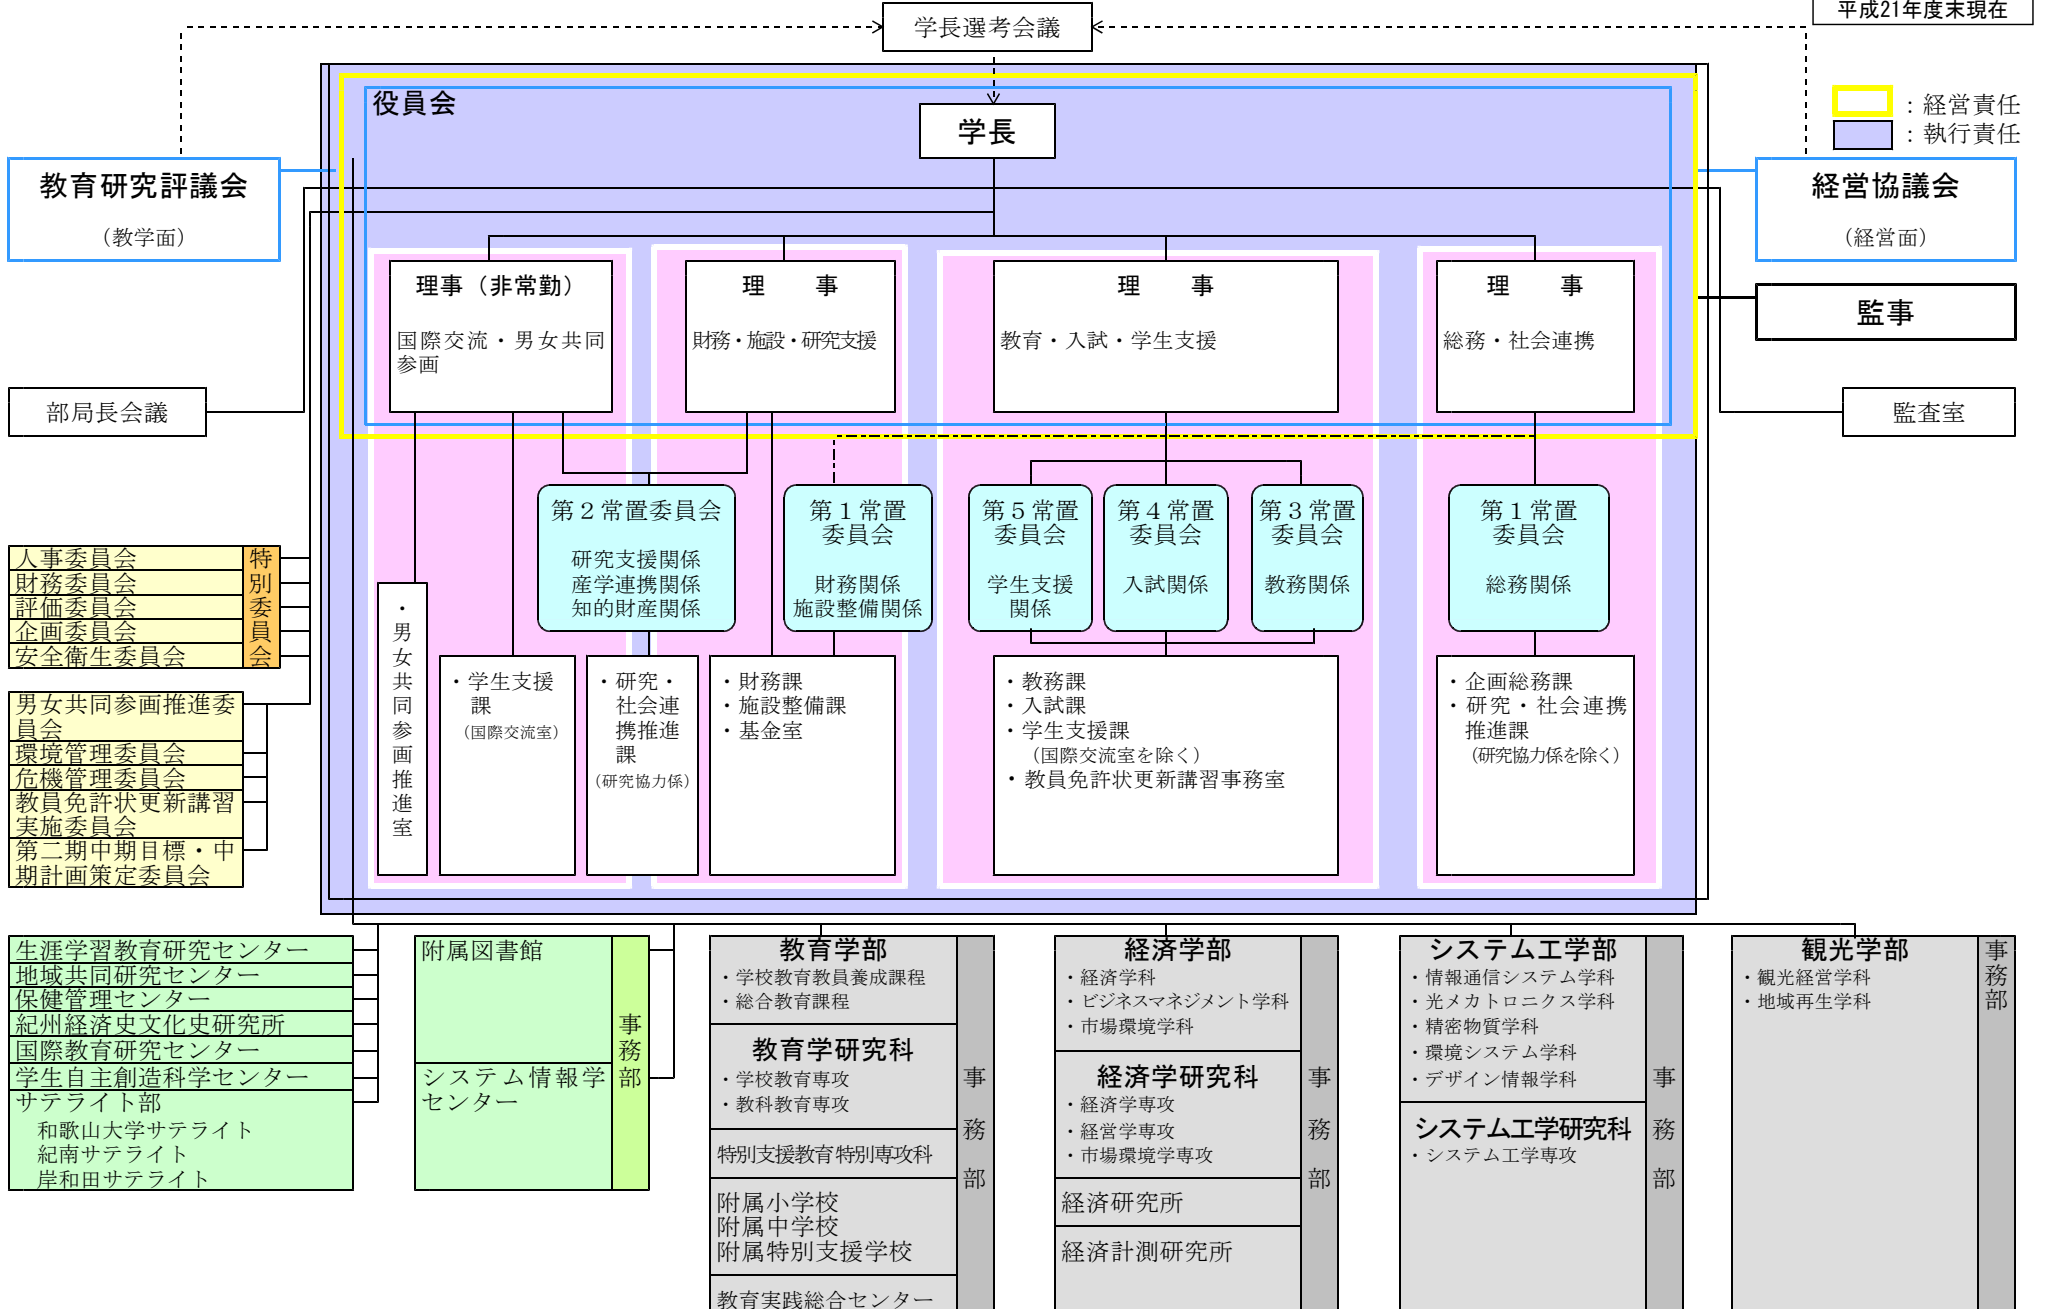 平成21年度末現在
学長選考会議
：経営責任
：執行責任
役員会
学長
教育研究評議会
（教学面）
経営協議会
（経営面）
監事
部局長会議
監査室
理事（非常勤）
国際交流・男女共同
参画
理　事
財務・施設・研究支援
理　事
教育・入試・学生支援
理　事
総務・社会連携
第２常置委員会
研究支援関係
産学連携関係
知的財産関係
第１常置
委員会
財務関係
施設整備関係
第５常置
委員会
学生支援
関係
第４常置
委員会
入試関係
第３常置
委員会
教務関係
第１常置
委員会
総務関係
人事委員会
財務委員会
評価委員会
企画委員会
安全衛生委員会
特別委員会
男女共同参画推進委
員会
環境管理委員会
危機管理委員会
教員免許状更新講習
実施委員会
第二期中期目標・中
期計画策定委員会
・男女共同参画推進室
・学生支援
課
（国際交流室）
・研究・
社会連
携推進
課
（研究協力係）
・財務課
・施設整備課
・基金室
・教務課
・入試課
・学生支援課
（国際交流室を除く）
・教員免許状更新講習事務室
・企画総務課
・研究・社会連携
推進課
（研究協力係を除く）
生涯学習教育研究センター
地域共同研究センター
保健管理センター
紀州経済史文化史研究所
国際教育研究センター
学生自主創造科学センター
サテライト部
和歌山大学サテライト
紀南サテライト
岸和田サテライト
附属図書館
システム情報学
センター
事務部
教育学部
・学校教育教員養成課程
・総合教育課程
教育学研究科
・学校教育専攻
・教科教育専攻
特別支援教育特別専攻科
附属小学校
附属中学校
附属特別支援学校
教育実践総合センター
事務部
経済学部
・経済学科
・ビジネスマネジメント学科
・市場環境学科
経済学研究科
・経済学専攻
・経営学専攻
・市場環境学専攻
経済研究所
経済計測研究所
事務部
システム工学部
・情報通信システム学科
・光メカトロニクス学科
・精密物質学科
・環境システム学科
・デザイン情報学科
システム工学研究科
・システム工学専攻
事務部
観光学部
・観光経営学科
・地域再生学科
事務部